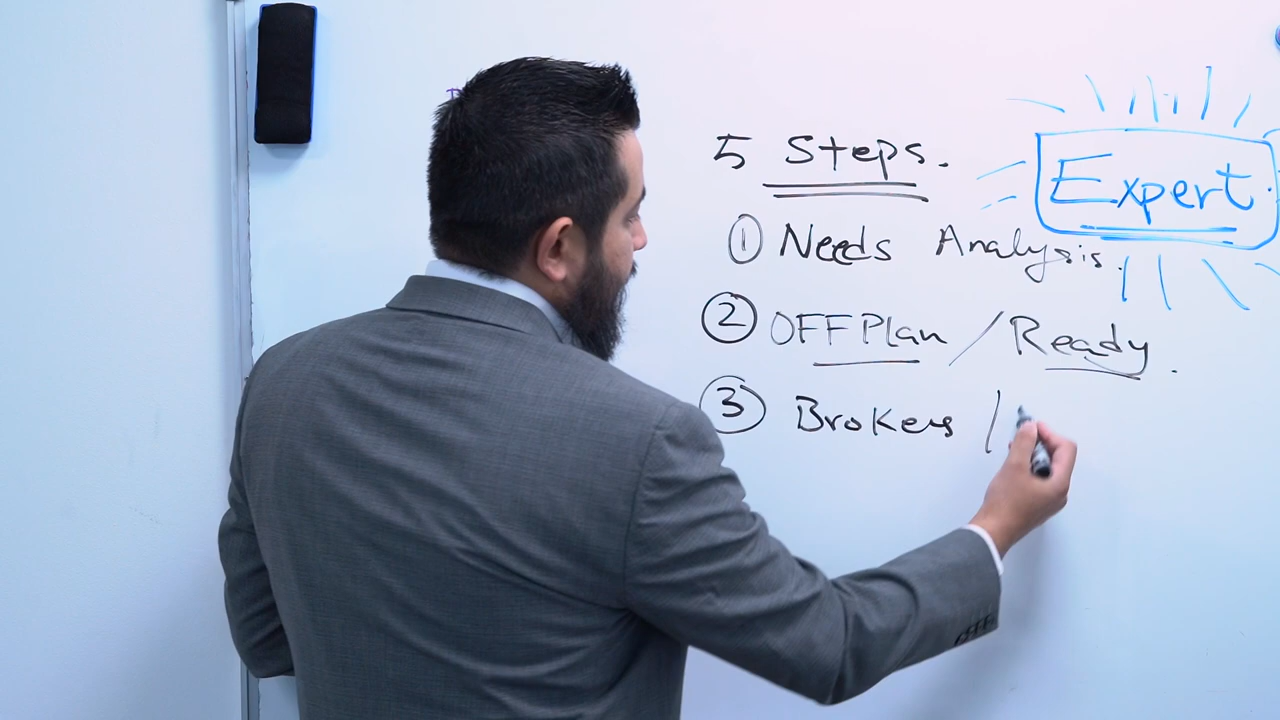 5 Steps.
Expert.
① Needs Analysis.
② OFF Plan / Ready.
③ Brokers /